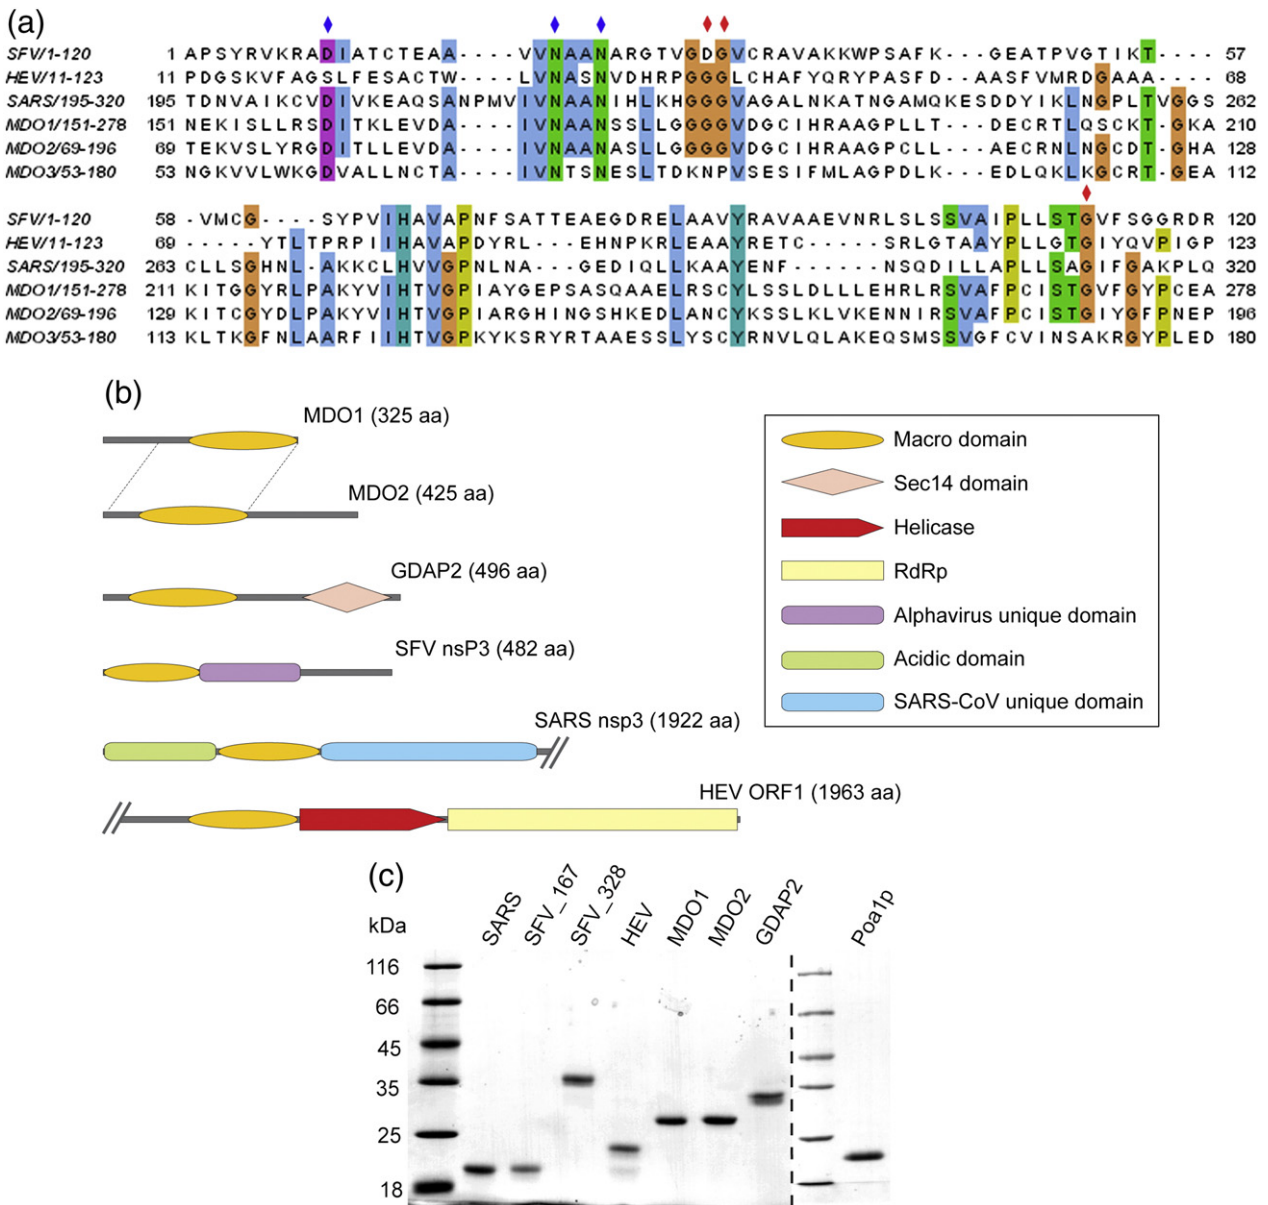 (a)
SFV/1-120 1 APSYRVKRADIATCTEAA----VVNAANARGTVGDGVCRAVAKKWPSAFK---GEATPVGTIKT--- 57
HEV/11-123 11 PDGSKVFAGSLFESACTW----LVNASNVDHRPGGGLCHAFYQRYPASFD---AASFVMRDGAAA-- 68
SARS/195-320 195 TDNVAIKCVDIVKEAQSANPMVIVNAANIHLKHGGGVAGALNKATNGAMQKESDDYIKLNGPLTVGGS 262
MDO1/151-278 151 NEKISLLRSDITKLEVDA----IVNAANSSLLGGGGVDGCIHRAAGPLLT---DECRTLQSCKT-GKA 210
MDO2/69-196 69 TEKVSLYRGDITLLEVDA----IVNAANASLLGGGGVDGCIHRAAGPCLL---AECRNLNGCDT-GHA 128
MDO3/53-180 53 NGKVVLWKGDVALLNCTA----IVNTSNESLTDKNPVSESIFMLAGPDLK---EDLQKLKGCRT-GEA 112
SFV/1-120 58 -VMCG----SYPVIHAVAPNFSATTEAEGDRELAAVYRAVAAEVNRLSLSSVAIPLLSTGVFSGGRDR 120
HEV/11-123 69 -----YTLTPRPIIHAVAPDYRL---EHNPKRLEAAYRETC------SRLGTAAYPLLGTGIYQVPIGP 123
SARS/195-320 263 CLLSGHNL-AKKCLHVVGPNLNA---GEDIQLLKAAYENF------NSQDILLAPLLSAGIFGAKPLQ 320
MDO1/151-278 211 KITGGYRLPAKYVIHTVGPIAYGEPSASQAAELRSCYLSSLDLLLEHRLRSVAFPCISTGVFGYPCEA 278
MDO2/69-196 129 KITCGYDLPAKYVIHTVGPIARGHINGSHKEDLANCYKSSLKLVKENNIRSVAFPCISTGIYGFPNEP 196
MDO3/53-180 113 KLTKGFNLAARFIIHTVGPKYKSRYRTAAESSLYSCYRNVLQLAKEQSMSSVGFCVINSAKRGYPLED 180
(b)
MDO1 (325 aa)
MDO2 (425 aa)
GDAP2 (496 aa)
SFV nsP3 (482 aa)
SARS nsp3 (1922 aa)
HEV ORF1 (1963 aa)
Macro domain
Sec14 domain
Helicase
RdRp
Alphavirus unique domain
Acidic domain
SARS-CoV unique domain
(c)
kDa
SARS
SFV_167
SFV_328
HEV
MDO1
MDO2
GDAP2
Poa1p
116
66
45
35
25
18